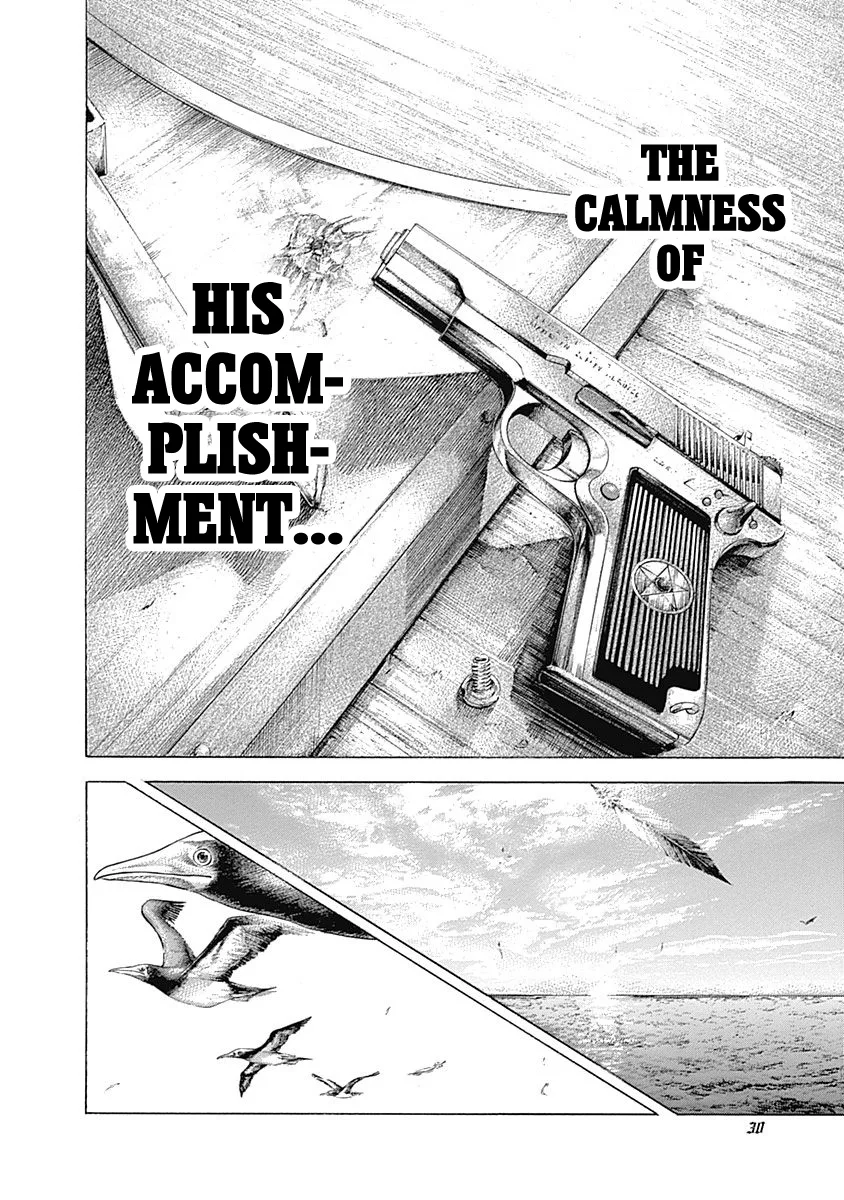 THE
CALMNESS
OF
HIS
ACCOM-
PLISH-
MENT...
30